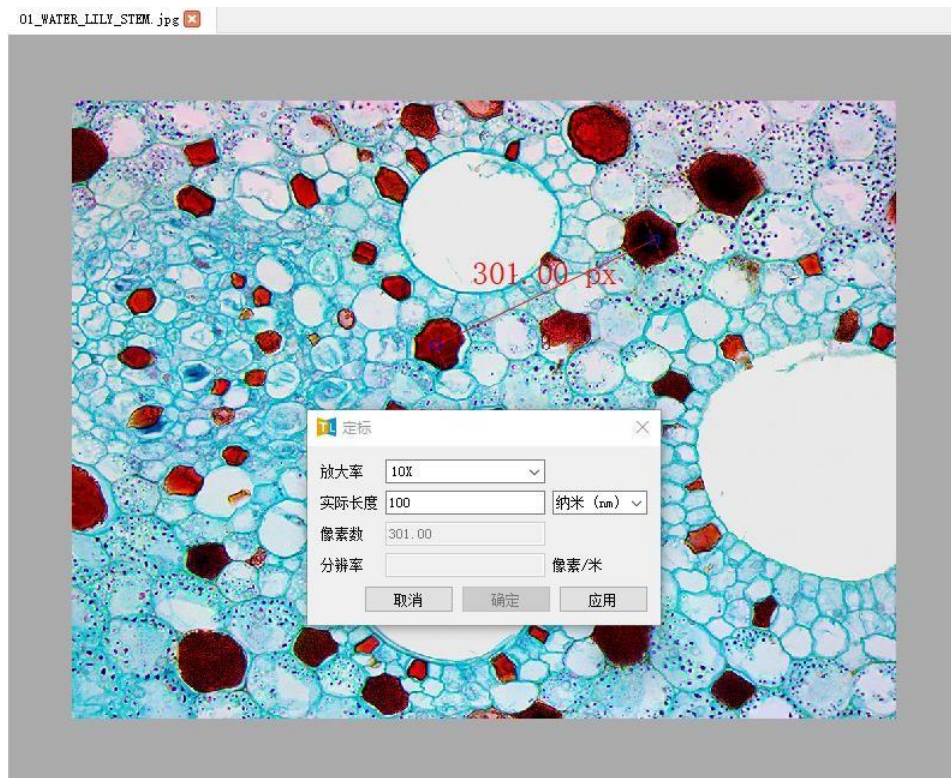 01_WATER_LILY_STEM.jpg
301.00 px
TL 定标
放大率 10X
实际长度 100 纳米 (nm)
像素数 301.00
分辨率 像素/米
取消 确定 应用